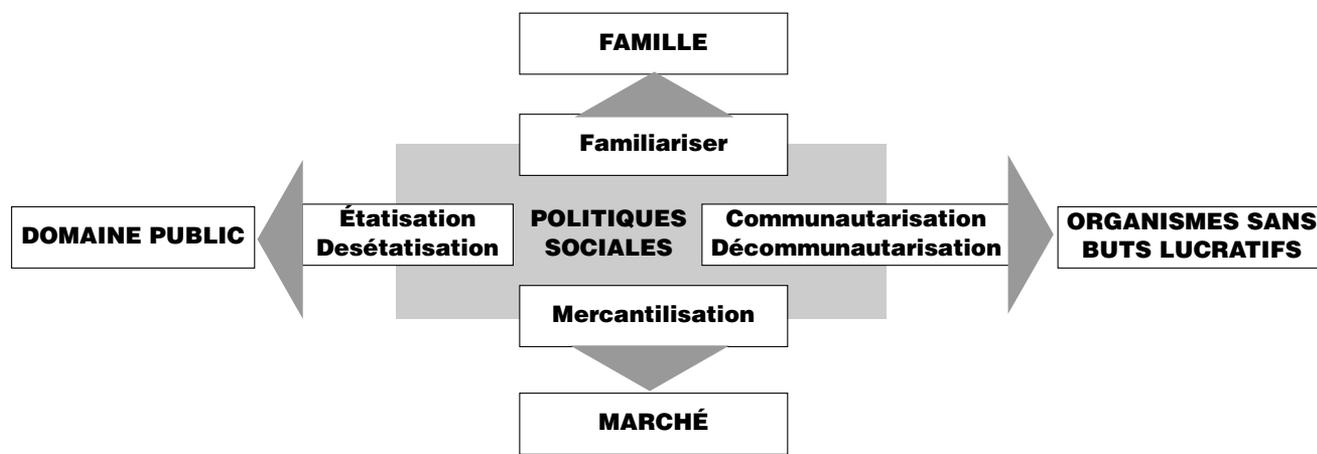 FAMILLE
Familiariser
DOMAINE PUBLIC
Étatisation
Desétatisation
POLITIQUES
SOCIALES
Communautarisation
Décommunautarisation
ORGANISMES SANS
BUTS LUCRATIFS
Mercantilisation
MARCHÉ